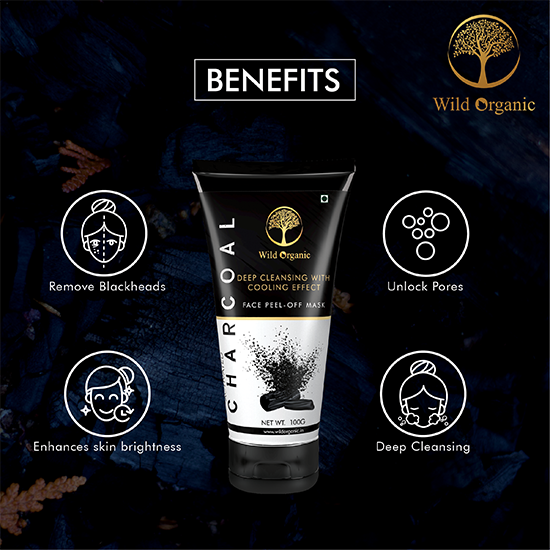 BENEFITS
Wild Organic
Remove Blackheads
Unlock Pores
Enhances skin brightness
Deep Cleansing
CHARCOAL
Wild Organic
DEEP CLEANSING WITH
COOLING EFFECT
FACE PEEL-OFF MASK
NET WT. 100G
www.wildorganic.in